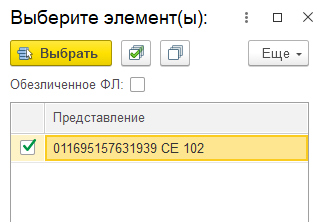 Выберите элемент(ы):
Выбрать
Еще
Обезличенное ФЛ:
Представление
011695157631939 CE 102